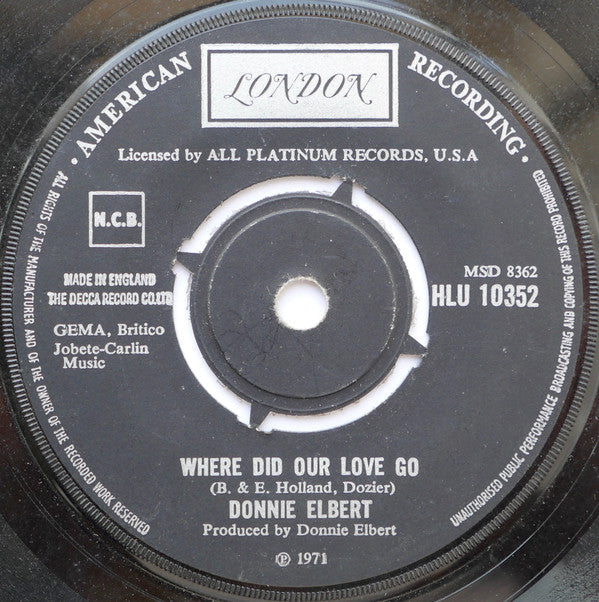 · AMERICAN RECORDING ·
LONDON
Licensed by ALL PLATINUM RECORDS, U.S.A
N.C.B.
MADE IN ENGLAND
THE DECCA RECORD CO.LTD
GEMA, Britico
Jobete-Carlin
Music
MSD 8362
HLU 10352
WHERE DID OUR LOVE GO
(B. & E. Holland, Dozier)
DONNIE ELBERT
Produced by Donnie Elbert
℗ 1971
ALL RIGHTS OF THE MANUFACTURER AND OF THE OWNER OF THE RECORDED WORK RESERVED
UNAUTHORISED PUBLIC PERFORMANCE BROADCASTING AND COPYING OF THIS RECORD PROHIBITED